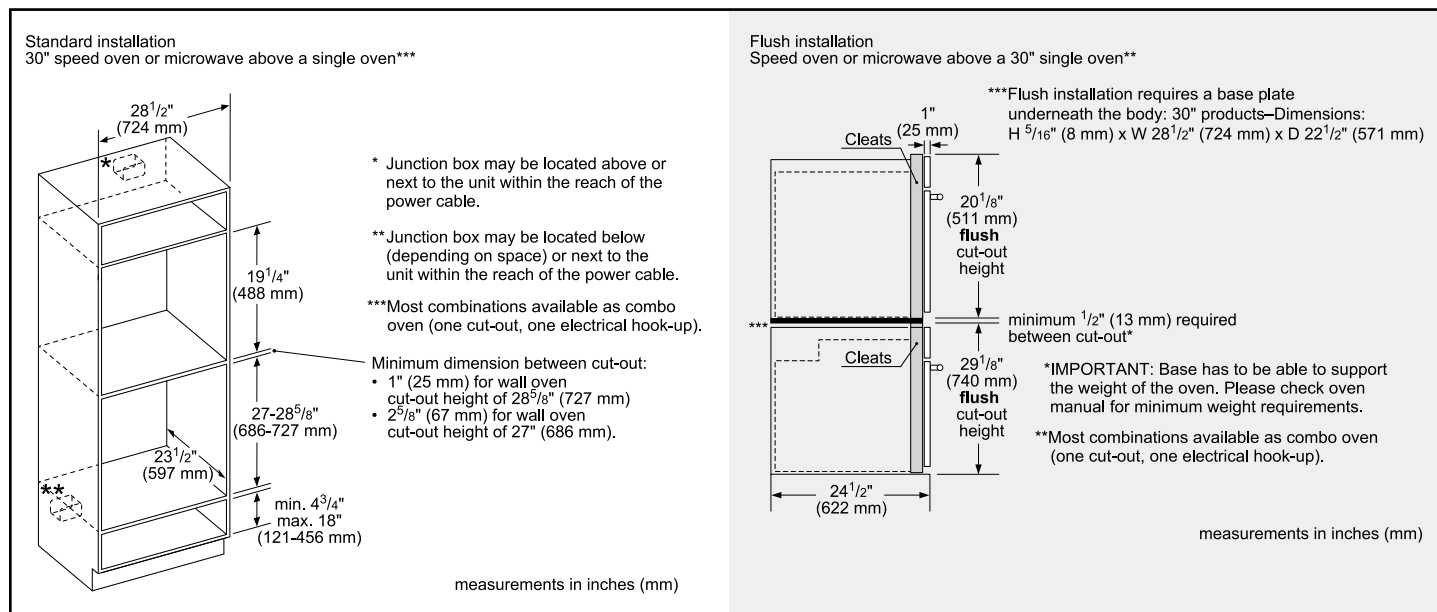 Standard installation
30" speed oven or microwave above a single oven***
28 1/2"
(724 mm)
*
* Junction box may be located above or
next to the unit within the reach of the
power cable.
** Junction box may be located below
(depending on space) or next to the
unit within the reach of the power cable.
19 1/4"
(488 mm)
***Most combinations available as combo
oven (one cut-out, one electrical hook-up).
Minimum dimension between cut-out:
• 1" (25 mm) for wall oven
cut-out height of 28 5/8" (727 mm)
• 2 5/8" (67 mm) for wall oven
cut-out height of 27" (686 mm).
27-28 5/8"
(686-727 mm)
23 1/2"
(597 mm)
**
min. 4 3/4"
max. 18"
(121-456 mm)
measurements in inches (mm)
Flush installation
Speed oven or microwave above a 30" single oven**
***Flush installation requires a base plate
underneath the body: 30" products–Dimensions:
H 5/16" (8 mm) x W 28 1/2" (724 mm) x D 22 1/2" (571 mm)
1"
(25 mm)
Cleats
20 1/8"
(511 mm)
flush
cut-out
height
***
minimum 1/2" (13 mm) required
between cut-out*
Cleats
29 1/8"
(740 mm)
flush
cut-out
height
*IMPORTANT: Base has to be able to support
the weight of the oven. Please check oven
manual for minimum weight requirements.
**Most combinations available as combo oven
(one cut-out, one electrical hook-up).
24 1/2"
(622 mm)
measurements in inches (mm)